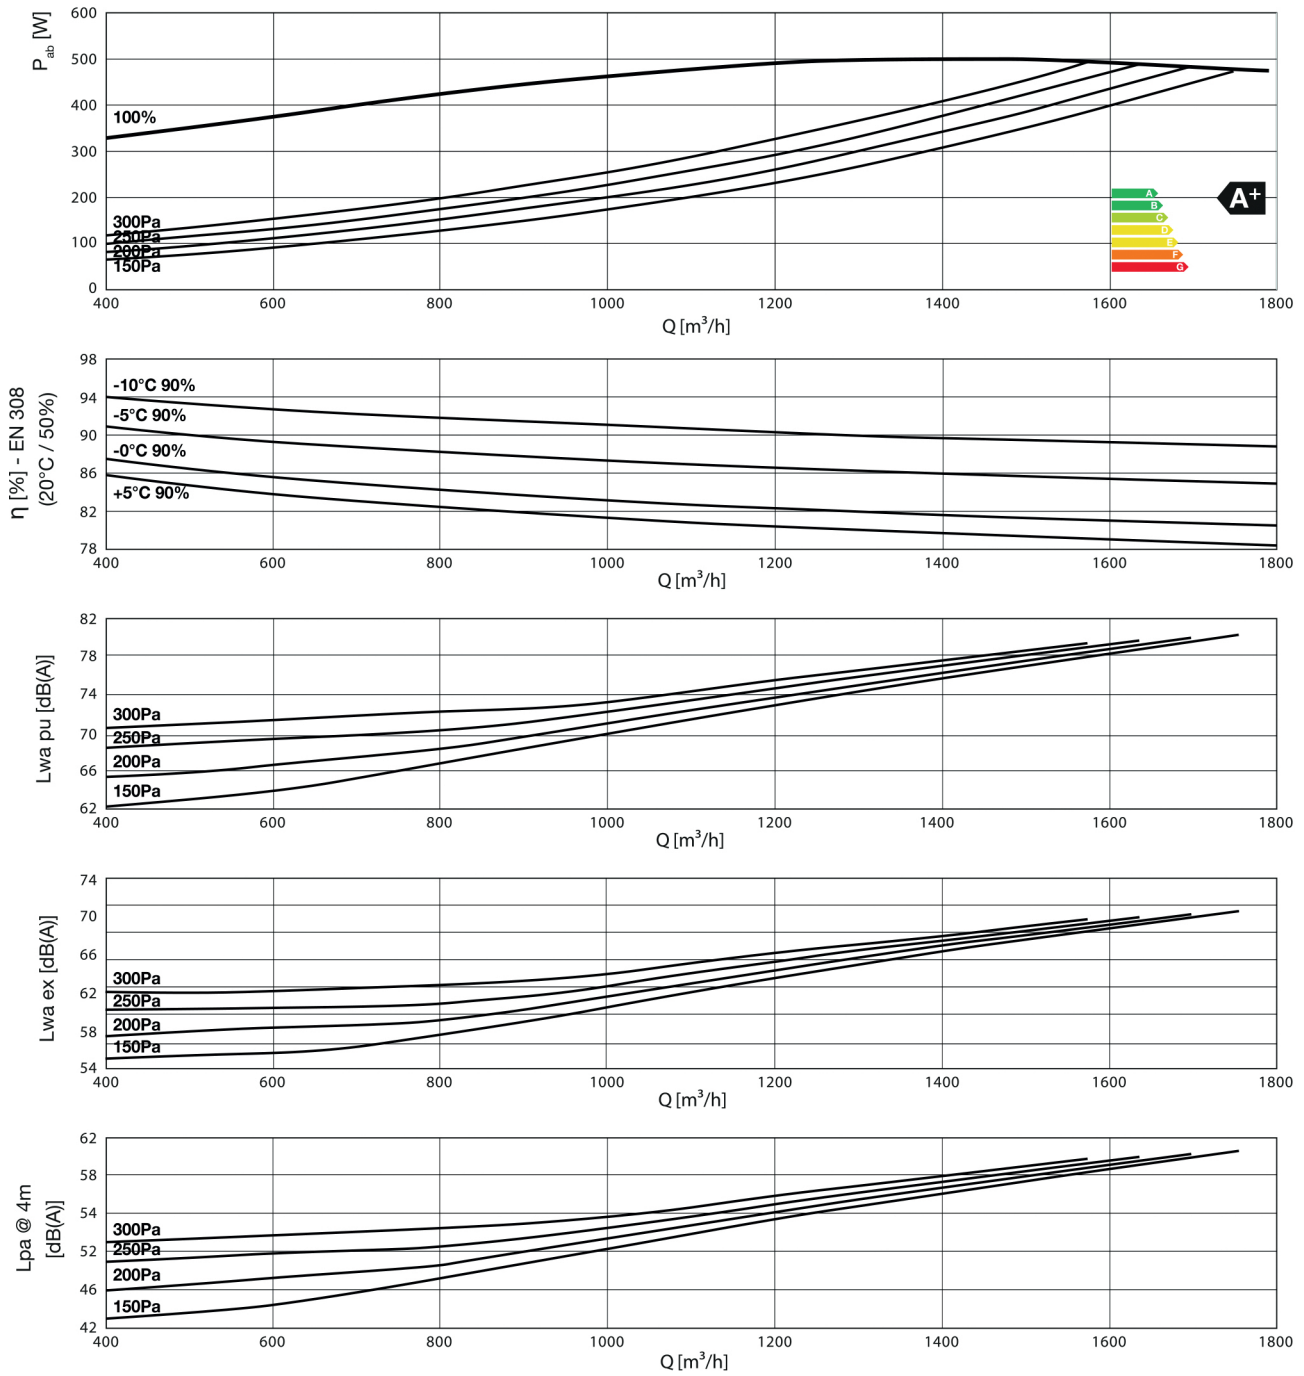 P_ab [W]
600
500
400
300
200
100
0
100%
300Pa
250Pa
200Pa
150Pa
A
B
C
D
E
F
G
A+
400 600 800 1000 1200 1400 1600 1800
Q [m³/h]
η [%] - EN 308
(20°C / 50%)
98
94
90
86
82
78
-10°C 90%
-5°C 90%
-0°C 90%
+5°C 90%
400 600 800 1000 1200 1400 1600 1800
Q [m³/h]
Lwa pu [dB(A)]
82
78
74
70
66
62
300Pa
250Pa
200Pa
150Pa
400 600 800 1000 1200 1400 1600 1800
Q [m³/h]
Lwa ex [dB(A)]
74
70
66
62
58
54
300Pa
250Pa
200Pa
150Pa
400 600 800 1000 1200 1400 1600 1800
Q [m³/h]
Lpa @ 4m
[dB(A)]
62
58
54
52
46
42
300Pa
250Pa
200Pa
150Pa
400 600 800 1000 1200 1400 1600 1800
Q [m³/h]